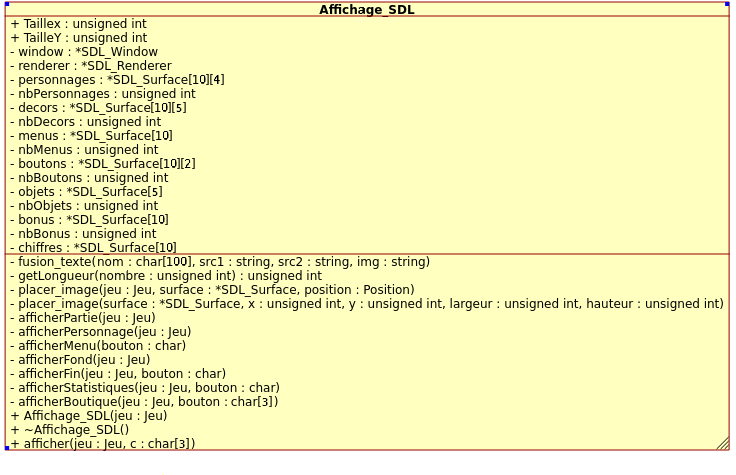 Affichage_SDL
+ Taillex : unsigned int
+ TailleY : unsigned int
- window : *SDL_Window
- renderer : *SDL_Renderer
- personnages : *SDL_Surface[10][4]
- nbPersonnages : unsigned int
- decors : *SDL_Surface[10][5]
- nbDecors : unsigned int
- menus : *SDL_Surface[10]
- nbMenus : unsigned int
- boutons : *SDL_Surface[10][2]
- nbBoutons : unsigned int
- objets : *SDL_Surface[5]
- nbObjets : unsigned int
- bonus : *SDL_Surface[10]
- nbBonus : unsigned int
- chiffres : *SDL_Surface[10]
- fusion_texte(nom : char[100], src1 : string, src2 : string, img : string)
- getLongueur(nombre : unsigned int) : unsigned int
- placer_image(jeu : Jeu, surface : *SDL_Surface, position : Position)
- placer_image(surface : *SDL_Surface, x : unsigned int, y : unsigned int, largeur : unsigned int, hauteur : unsigned int)
- afficherPartie(jeu : Jeu)
- afficherPersonnage(jeu : Jeu)
- afficherMenu(bouton : char)
- afficherFond(jeu : Jeu)
- afficherFin(jeu : Jeu, bouton : char)
- afficherStatistiques(jeu : Jeu, bouton : char)
- afficherBoutique(jeu : Jeu, bouton : char[3])
+ Affichage_SDL(jeu : Jeu)
+ ~Affichage_SDL()
+ afficher(jeu : Jeu, c : char[3])